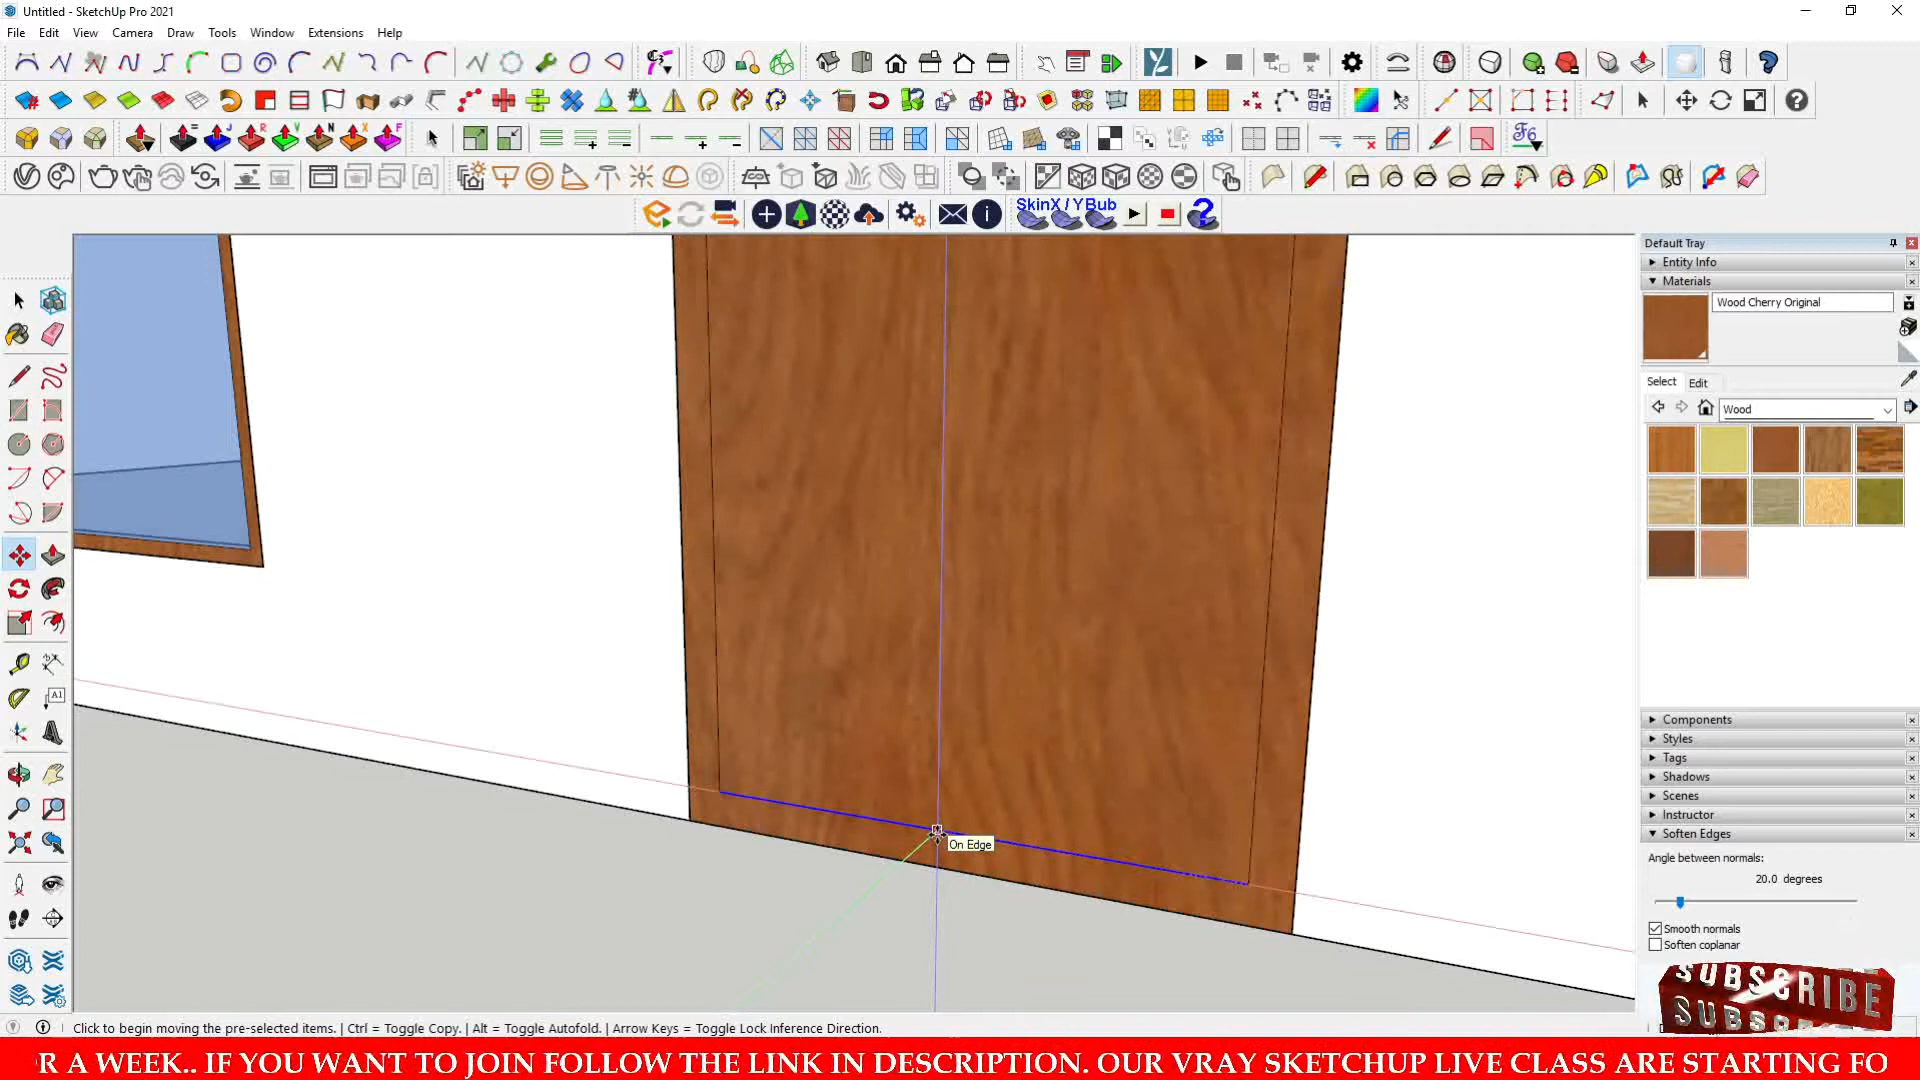 Untitled - SketchUp Pro 2021
File Edit View Camera Draw Tools Window Extensions Help
SkinX / YBub
Default Tray
Entity Info
Materials
Wood Cherry Original
Select Edit
Wood
A1
Components
Styles
Tags
Shadows
Scenes
Instructor
Soften Edges
Angle between normals:
20.0 degrees
Smooth normals
Soften coplanar
On Edge
SUBSCRIBE
Click to begin moving the pre-selected items. | Ctrl = Toggle Copy. | Alt = Toggle Autofold. | Arrow Keys = Toggle Lock Inference Direction.
R A WEEK.. IF YOU WANT TO JOIN FOLLOW THE LINK IN DESCRIPTION. OUR VRAY SKETCHUP LIVE CLASS ARE STARTING FO